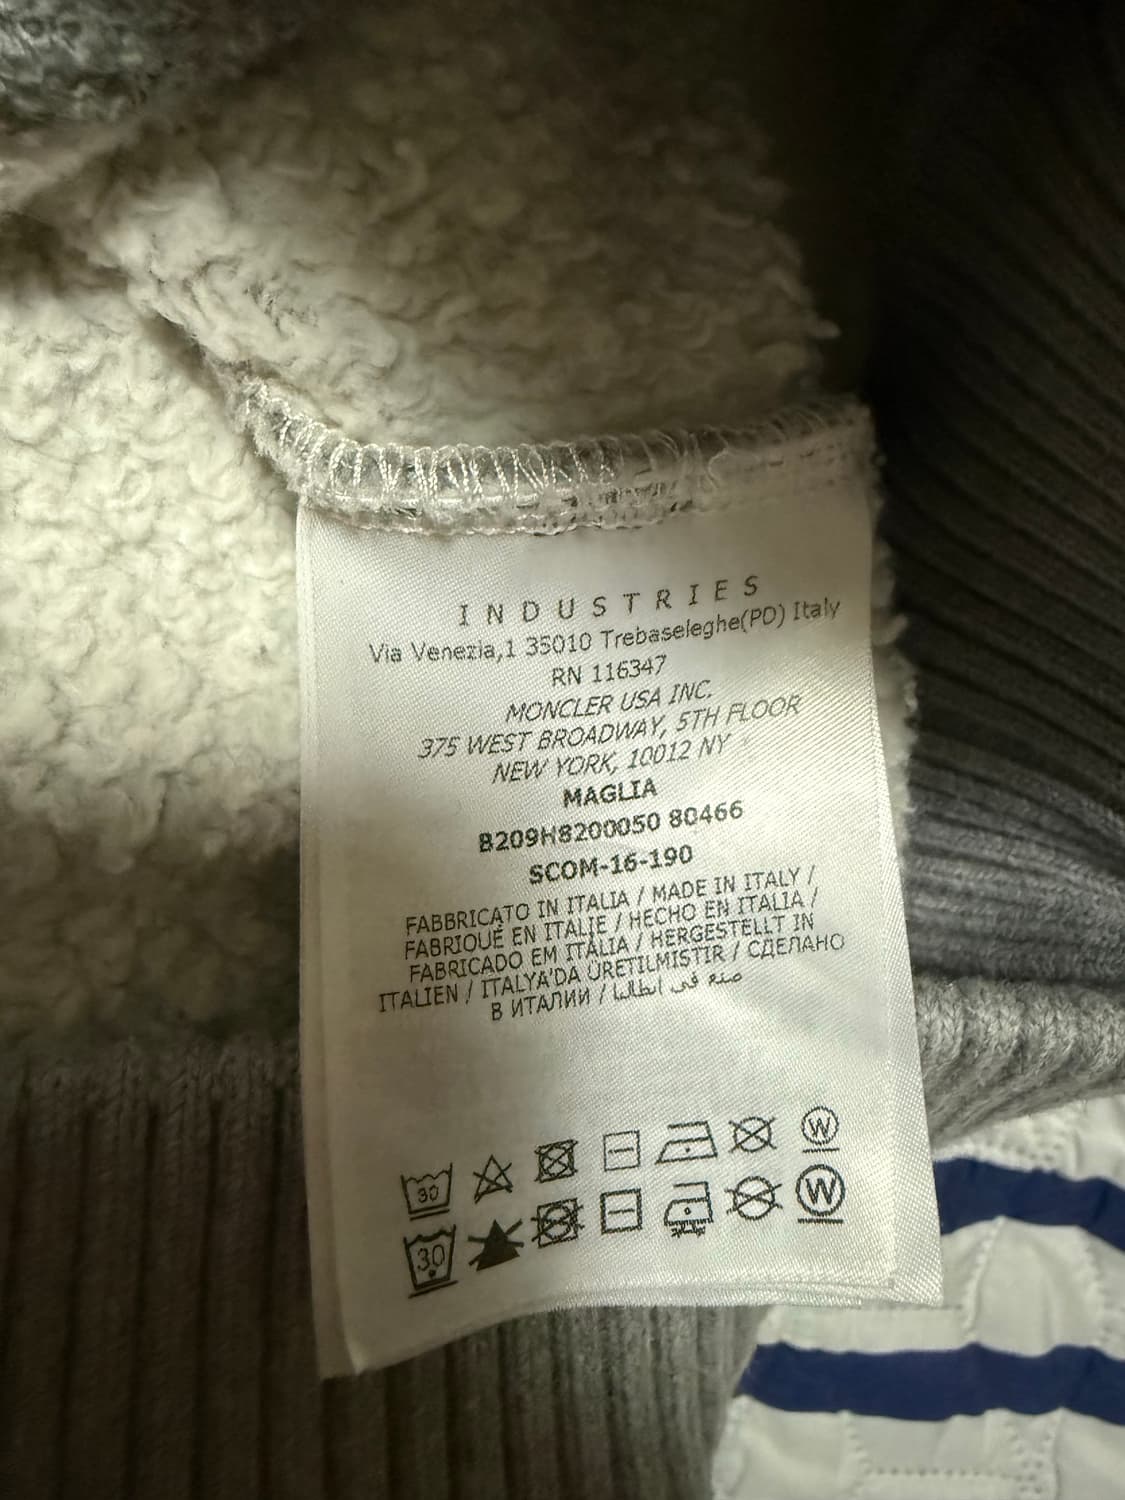 INDUSTRIES
Via Venezia,1 35010 Trebaseleghe(PD) Italy
RN 116347
MONCLER USA INC.
375 WEST BROADWAY, 5TH FLOOR
NEW YORK, 10012 NY
MAGLIA
B209H8200050 80466
SCOM-16-190
FABBRICATO IN ITALIA / MADE IN ITALY /
FABRIQUÉ EN ITALIE / HECHO EN ITALIA /
FABRICADO EM ITÁLIA / HERGESTELLT IN
ITALIEN / ITALYA'DA ÜRETILMISTIR / СДЕЛАНО
В ИТАЛИИ / صنع في ايطاليا
30 W
30 W